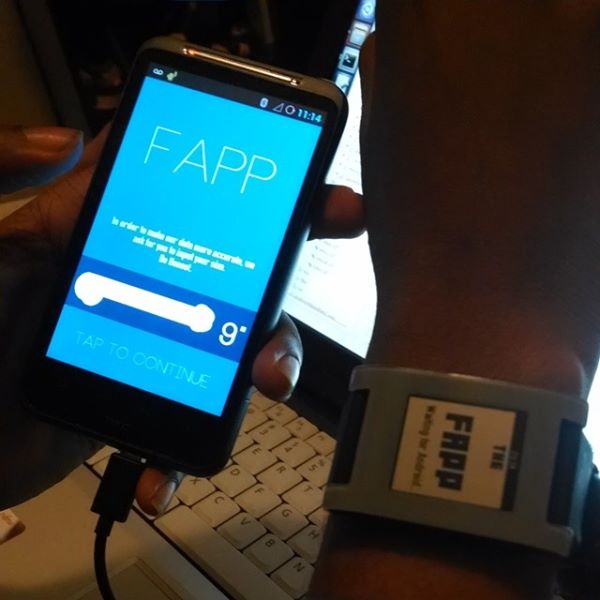 11:14
F APP
In order to make our data more accurate, we
ask for you to input your size.
Be Honest.
9"
TAP TO CONTINUE
THE
FAPP
Waiting for Android